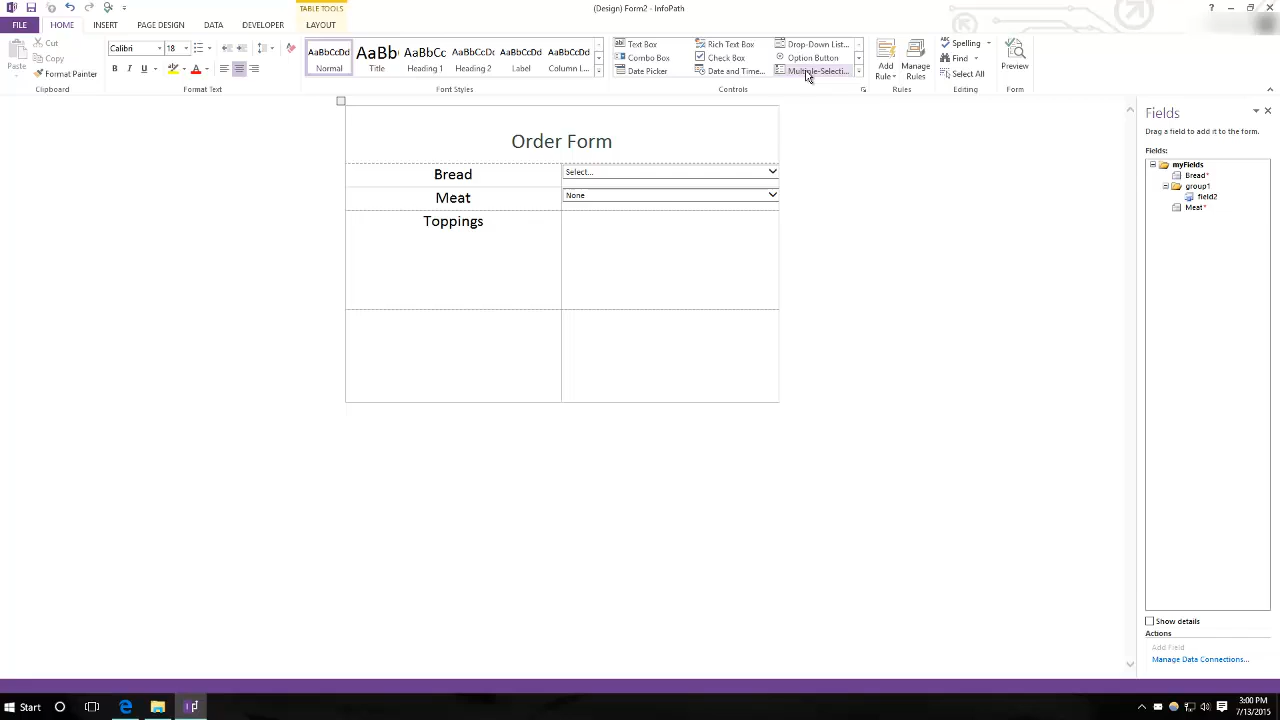 TABLE TOOLS
(Design) Form2 - InfoPath
?
FILE HOME INSERT PAGE DESIGN DATA DEVELOPER LAYOUT
Paste
Cut
Copy
Format Painter
Clipboard
Calibri 18
B I U A
Format Text
AaBbCcDd AaBb AaBbCc AaBbCcDc AaBbCcDd AaBbCcDd
Normal Title Heading 1 Heading 2 Label Column l...
Font Styles
Text Box Rich Text Box Drop-Down List...
Combo Box Check Box Option Button
Date Picker Date and Time... Multiple-Selecti...
Controls
Add Rule
Manage Rules
Rules
Spelling
Find
Select All
Editing
Preview
Form
Order Form
Bread Select...
Meat None
Toppings
Fields
Drag a field to add it to the form.
Fields:
myFields
Bread*
group1
field2
Meat*
Show details
Actions
Add Field
Manage Data Connections...
Start
3:00 PM
7/13/2015